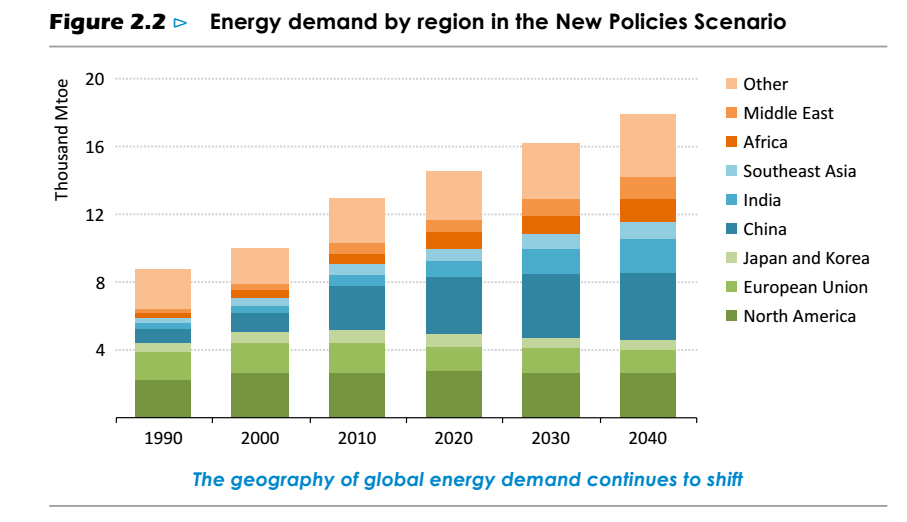 Figure 2.2 ▻ Energy demand by region in the New Policies Scenario
Thousand Mtoe
20
16
12
8
4
1990 2000 2010 2020 2030 2040
Other
Middle East
Africa
Southeast Asia
India
China
Japan and Korea
European Union
North America
The geography of global energy demand continues to shift